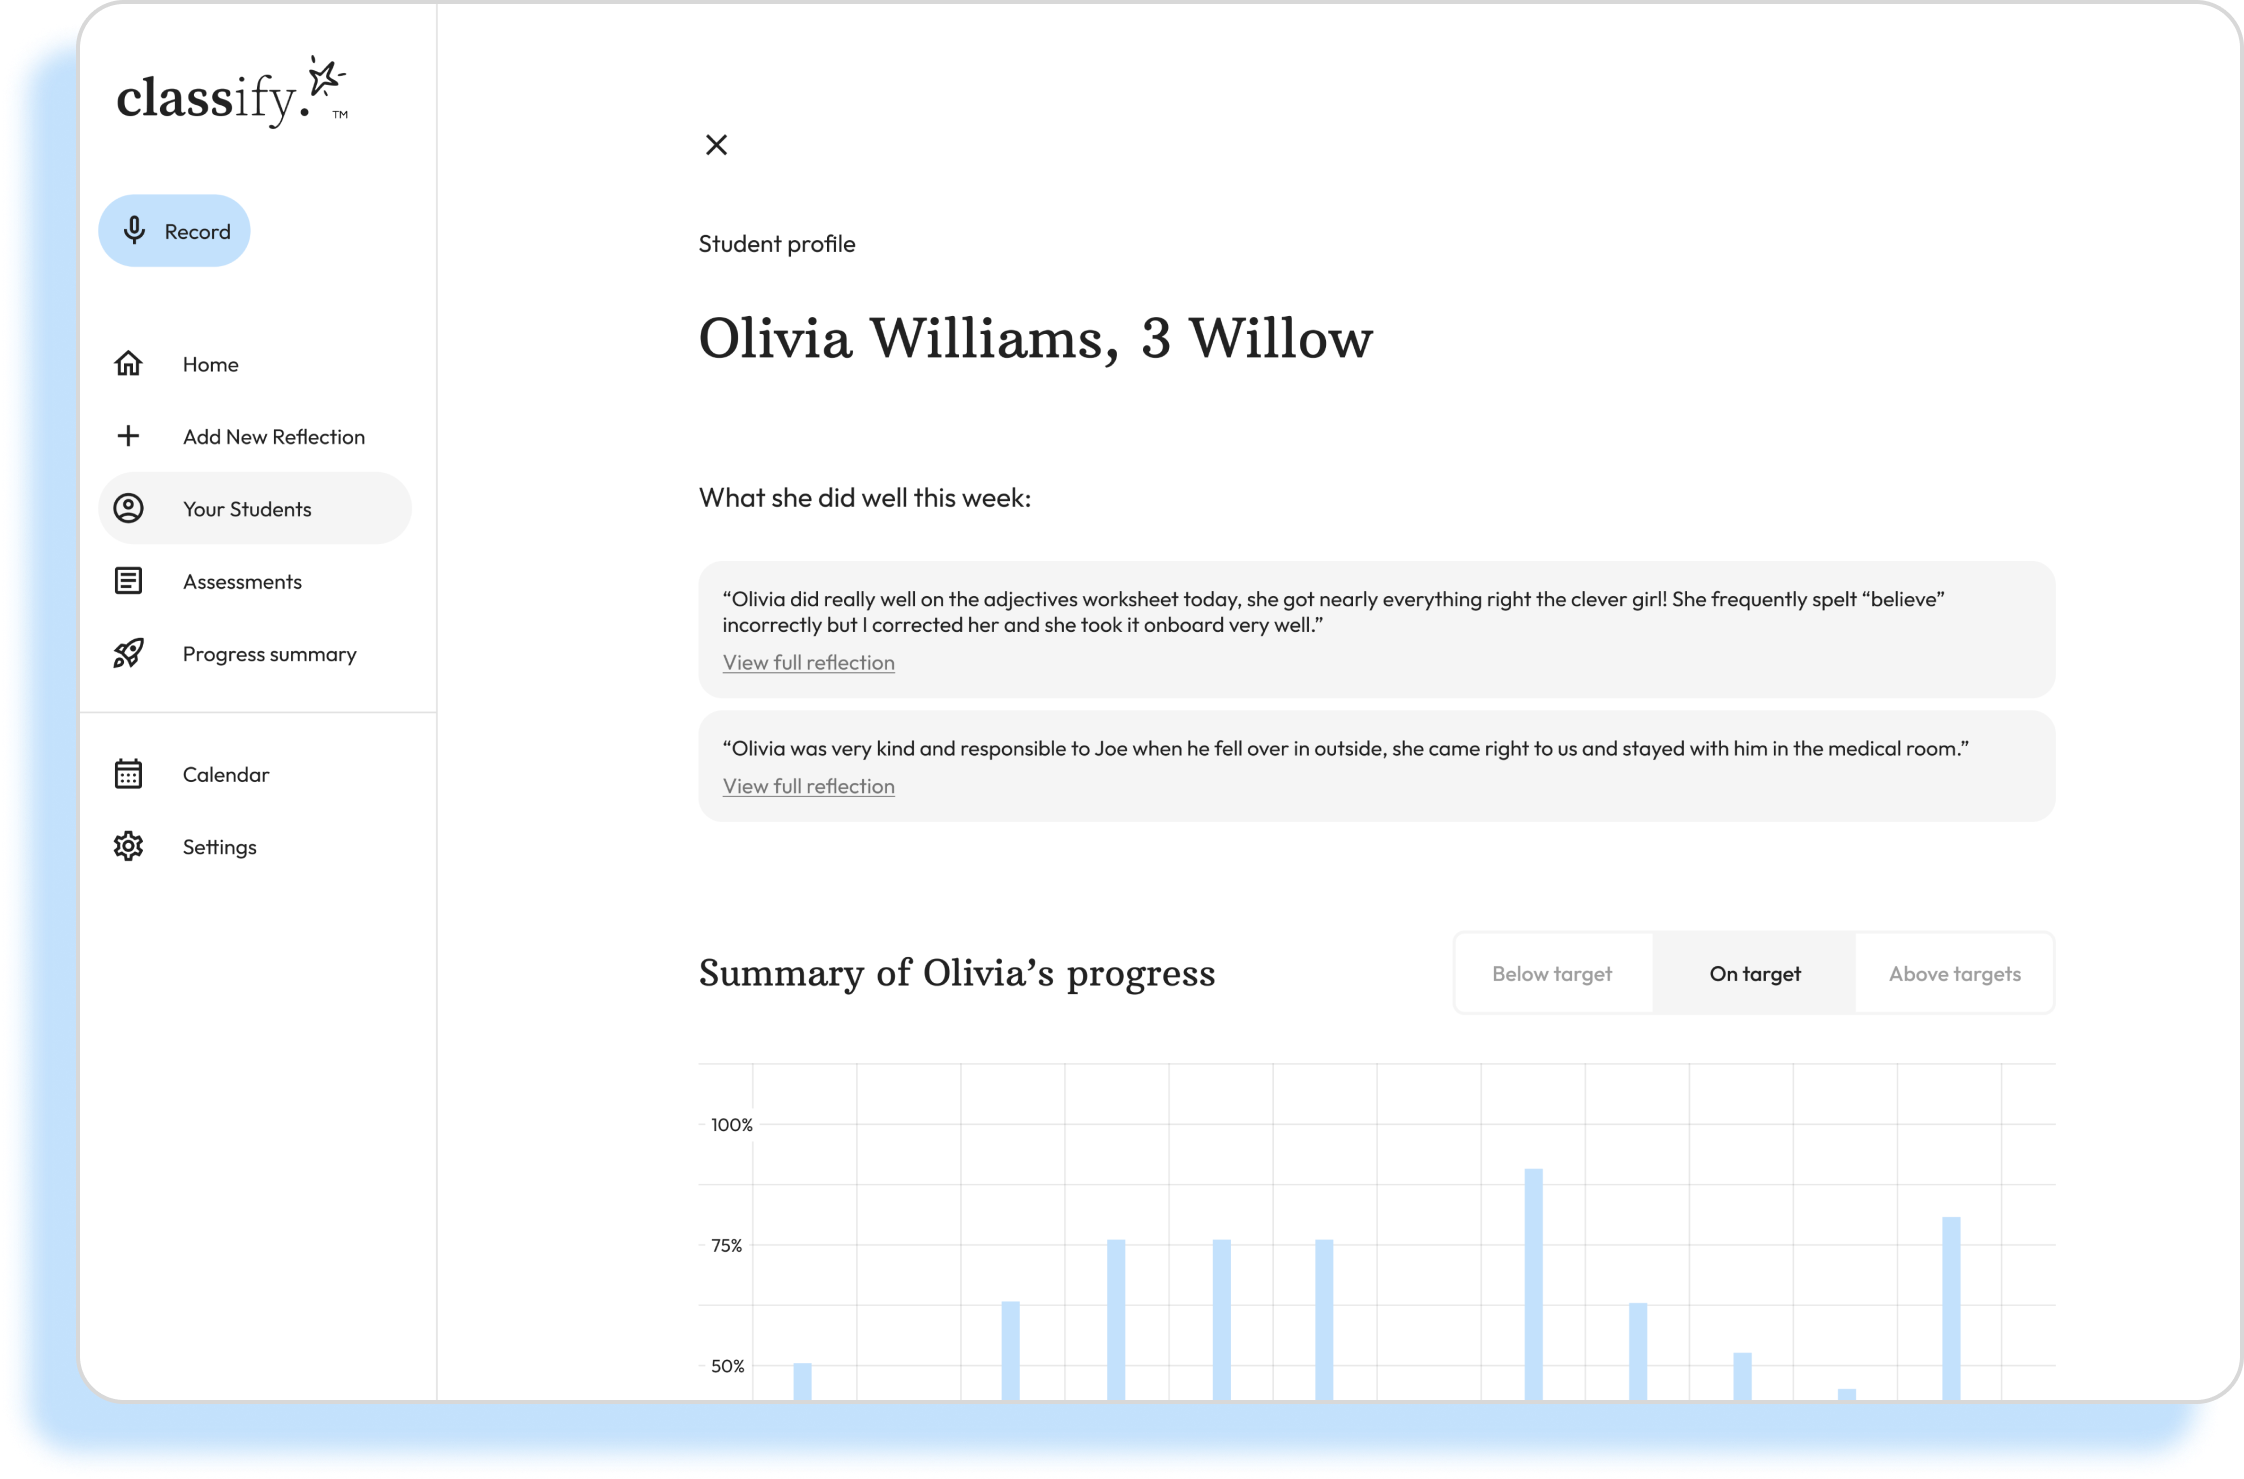 classify.
TM
Record
Home
Add New Reflection
Your Students
Assessments
Progress summary
Calendar
Settings
Student profile
Olivia Williams, 3 Willow
What she did well this week:
“Olivia did really well on the adjectives worksheet today, she got nearly everything right the clever girl! She frequently spelt “believe”
incorrectly but I corrected her and she took it onboard very well.”
View full reflection
“Olivia was very kind and responsible to Joe when he fell over in outside, she came right to us and stayed with him in the medical room.”
View full reflection
Summary of Olivia’s progress
Below target
On target
Above targets
100%
75%
50%